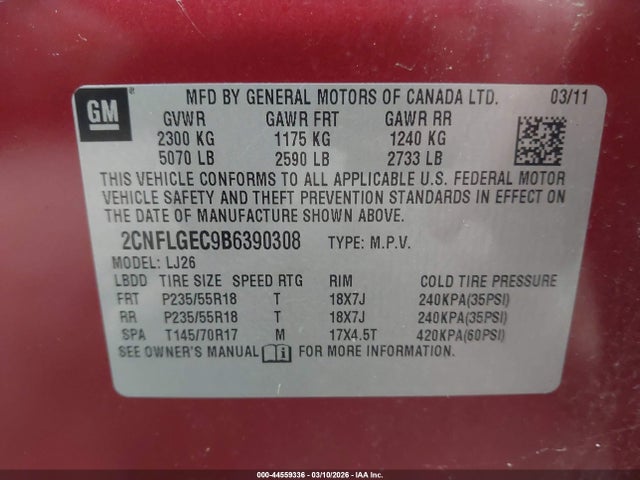 GM ® MFD BY GENERAL MOTORS OF CANADA LTD. 03/11
GVWR GAWR FRT GAWR RR
2300 KG 1175 KG 1240 KG
5070 LB 2590 LB 2733 LB
THIS VEHICLE CONFORMS TO ALL APPLICABLE U.S. FEDERAL MOTOR
VEHICLE SAFETY AND THEFT PREVENTION STANDARDS IN EFFECT ON
THE DATE OF MANUFACTURE SHOWN ABOVE.
2CNFLGEC9B6390308 TYPE: M.P.V.
MODEL: LJ26
LBDD TIRE SIZE SPEED RTG RIM COLD TIRE PRESSURE
FRT P235/55R18 T 18X7J 240KPA(35PSI)
RR P235/55R18 T 18X7J 240KPA(35PSI)
SPA T145/70R17 M 17X4.5T 420KPA(60PSI)
SEE OWNER'S MANUAL i FOR MORE INFORMATION.
000-44559336 - 03/10/2026 - IAA Inc.